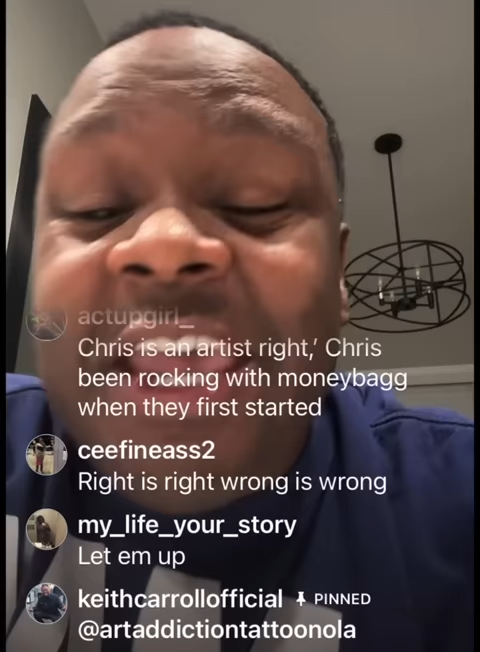 actupgirl_
Chris is an artist right,’ Chris
been rocking with moneybagg
when they first started
ceefineass2
Right is right wrong is wrong
my_life_your_story
Let em up
keithcarrollofficial PINNED
@artaddictiontattoonola